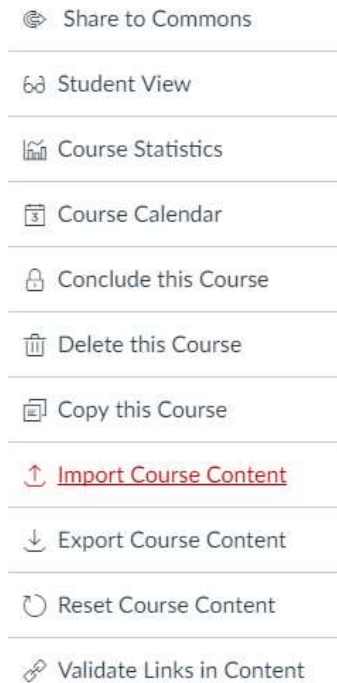 Share to Commons
Student View
Course Statistics
3 Course Calendar
Conclude this Course
Delete this Course
Copy this Course
Import Course Content
Export Course Content
Reset Course Content
Validate Links in Content